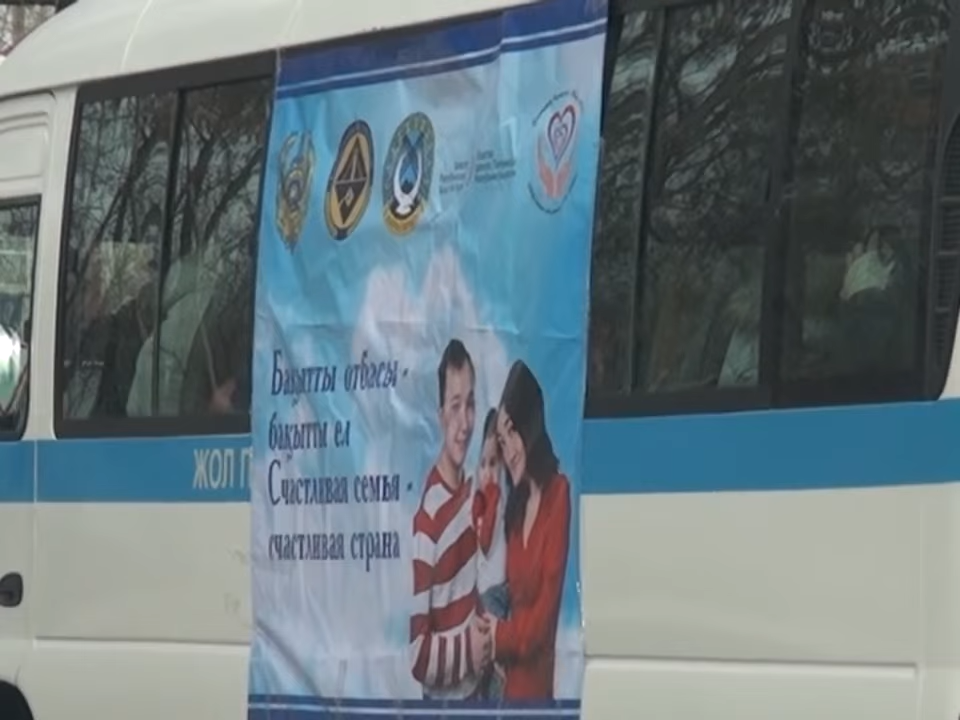 Бақытты отбасы -
бақытты ел
Счастливая семья -
счастливая страна
ЖОЛ П